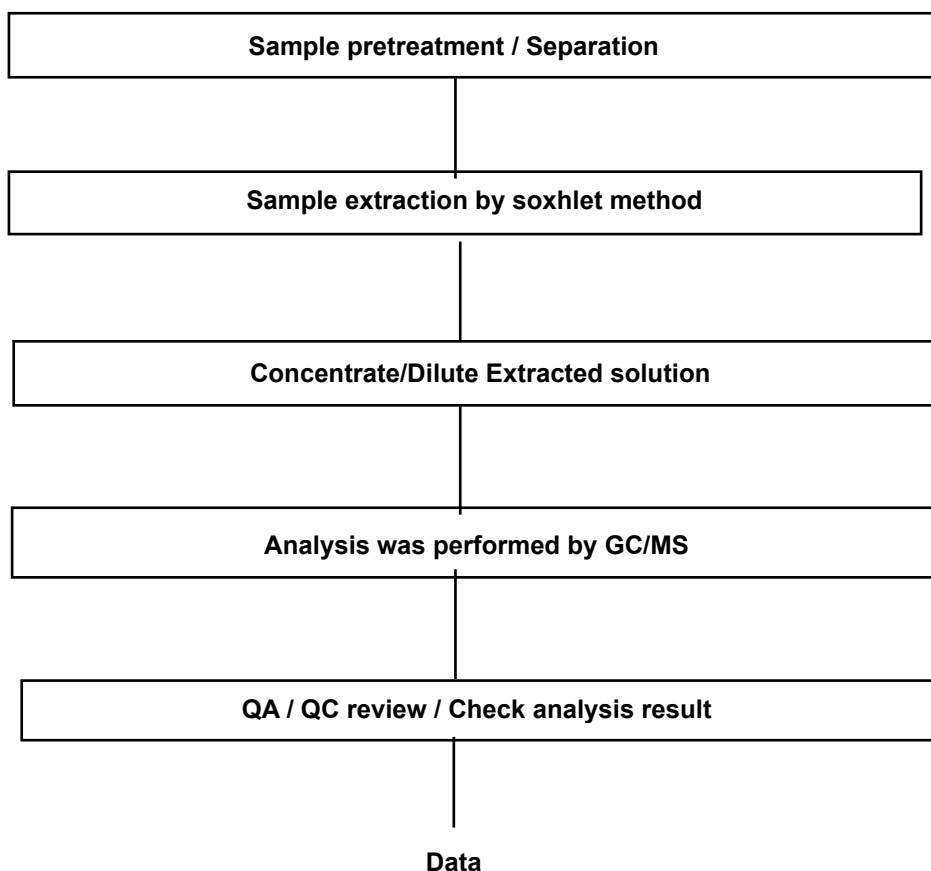 Sample pretreatment / Separation
Sample extraction by soxhlet method
Concentrate/Dilute Extracted solution
Analysis was performed by GC/MS
QA / QC review / Check analysis result
Data